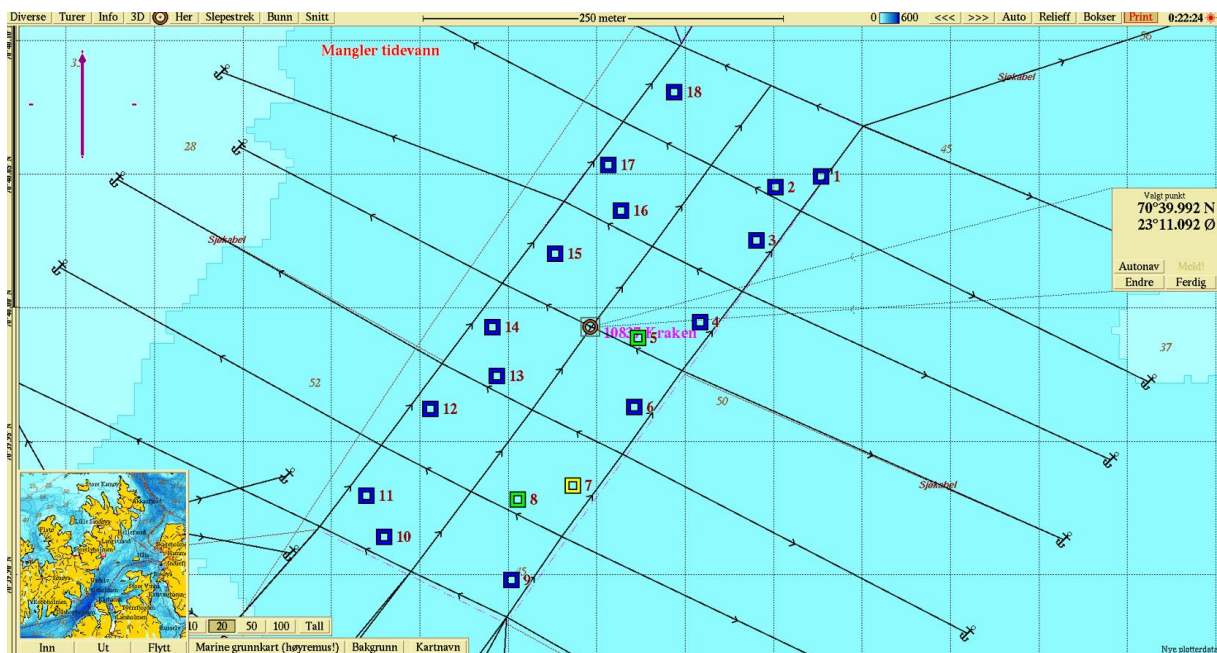 Diverse Turer Info 3D Her Slepestrek Bunn Snitt 250 meter 0 600 <<< >>> Auto Relieff Bokser Print 0:22:24
Mangler tidevann
Sjøkabel
56
18
28
17
45
2
1
16
3
15
Valgt punkt
70°39.992 N
23°11.092 Ø
Autonav Meld!
Endre Ferdig
Sjøkabel
14
10837 Kraken
4
5
37
13
52
50
12
6
7
11
8
Sjøkabel
10
9
20 50 100 Tall
Inn Ut Flytt Marine grunnkart (høyremus!) Bakgrunn Kartnavn
Nye plotterdata